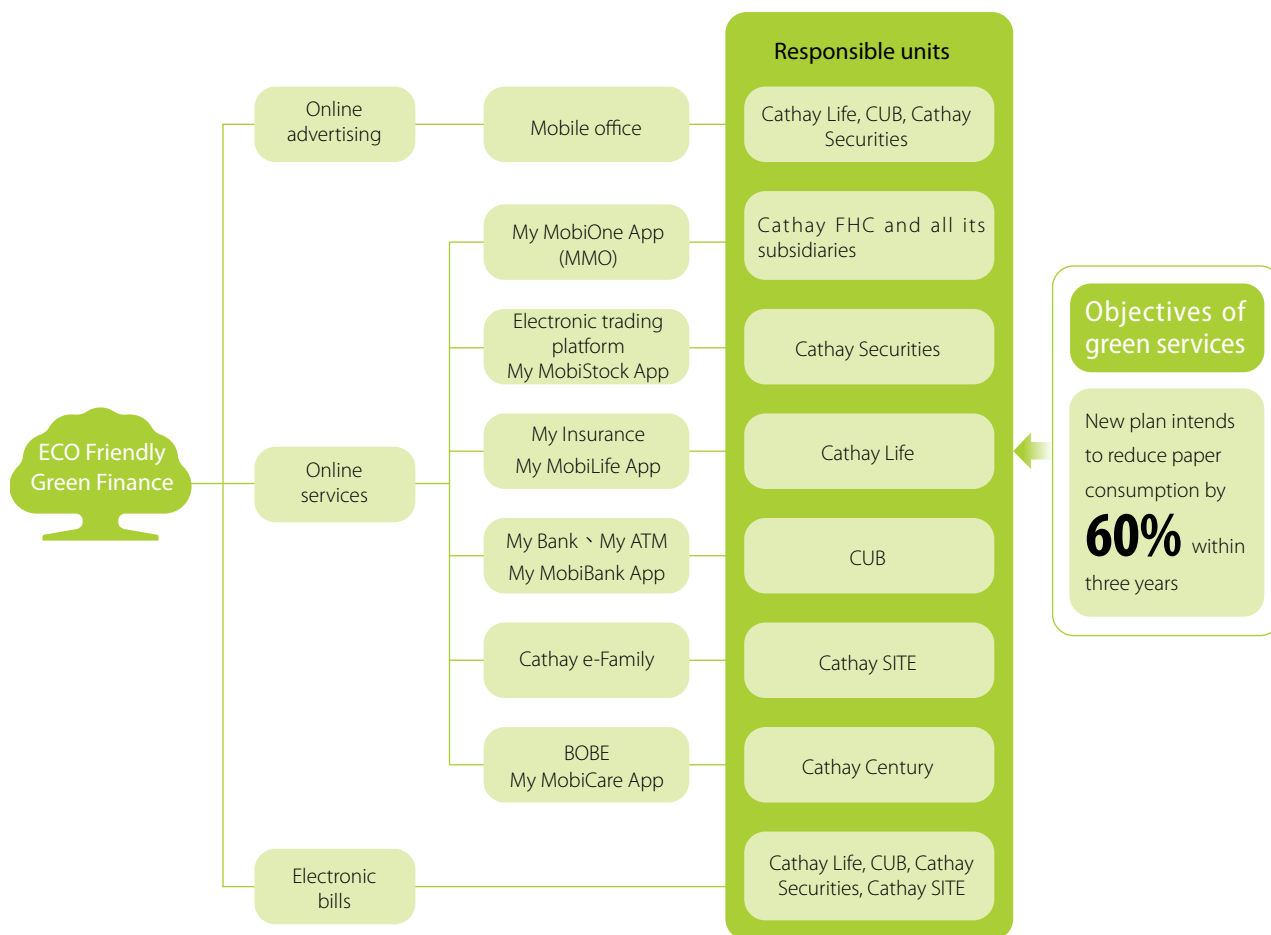 Responsible units
Online
advertising
Mobile office
Cathay Life, CUB, Cathay
Securities
My MobiOne App
(MMO)
Cathay FHC and all its
subsidiaries
Electronic trading
platform
My MobiStock App
Cathay Securities
ECO Friendly
Green Finance
Online
services
My Insurance
My MobiLife App
Cathay Life
My Bank、My ATM
My MobiBank App
CUB
Cathay e-Family
Cathay SITE
BOBE
My MobiCare App
Cathay Century
Electronic
bills
Cathay Life, CUB, Cathay
Securities, Cathay SITE
Objectives of
green services
New plan intends
to reduce paper
consumption by
60% within
three years